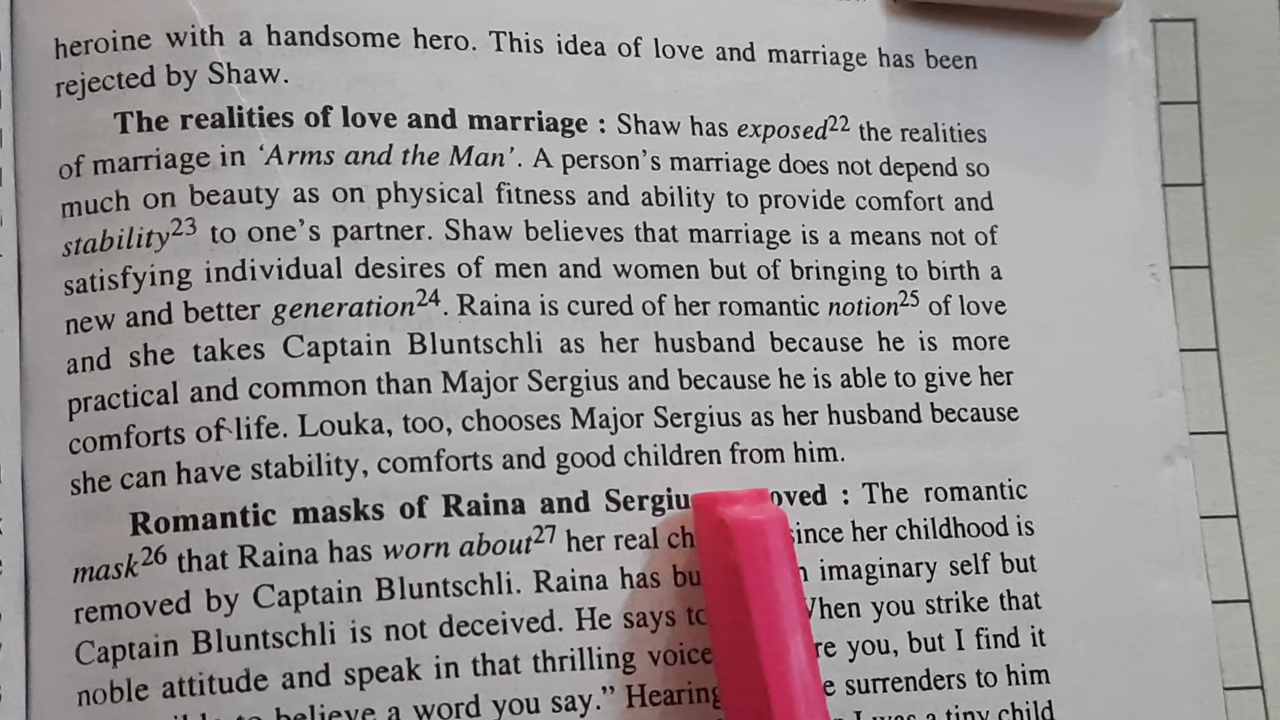 heroine with a handsome hero. This idea of love and marriage has been
rejected by Shaw.
The realities of love and marriage : Shaw has exposed22 the realities
of marriage in ‘Arms and the Man’. A person’s marriage does not depend so
much on beauty as on physical fitness and ability to provide comfort and
stability23 to one’s partner. Shaw believes that marriage is a means not of
satisfying individual desires of men and women but of bringing to birth a
new and better generation24. Raina is cured of her romantic notion25 of love
and she takes Captain Bluntschli as her husband because he is more
practical and common than Major Sergius and because he is able to give her
comforts of life. Louka, too, chooses Major Sergius as her husband because
she can have stability, comforts and good children from him.
Romantic masks of Raina and : The romantic
mask26 that Raina has worn about27 her real since her childhood is
removed by Captain Bluntschli. Raina has imaginary self but
Captain Bluntschli is not deceived. He says When you strike that
noble attitude and speak in that thrilling voice you, but I find it
to believe a word you say.” Hearing surrenders to him
I was a tiny child